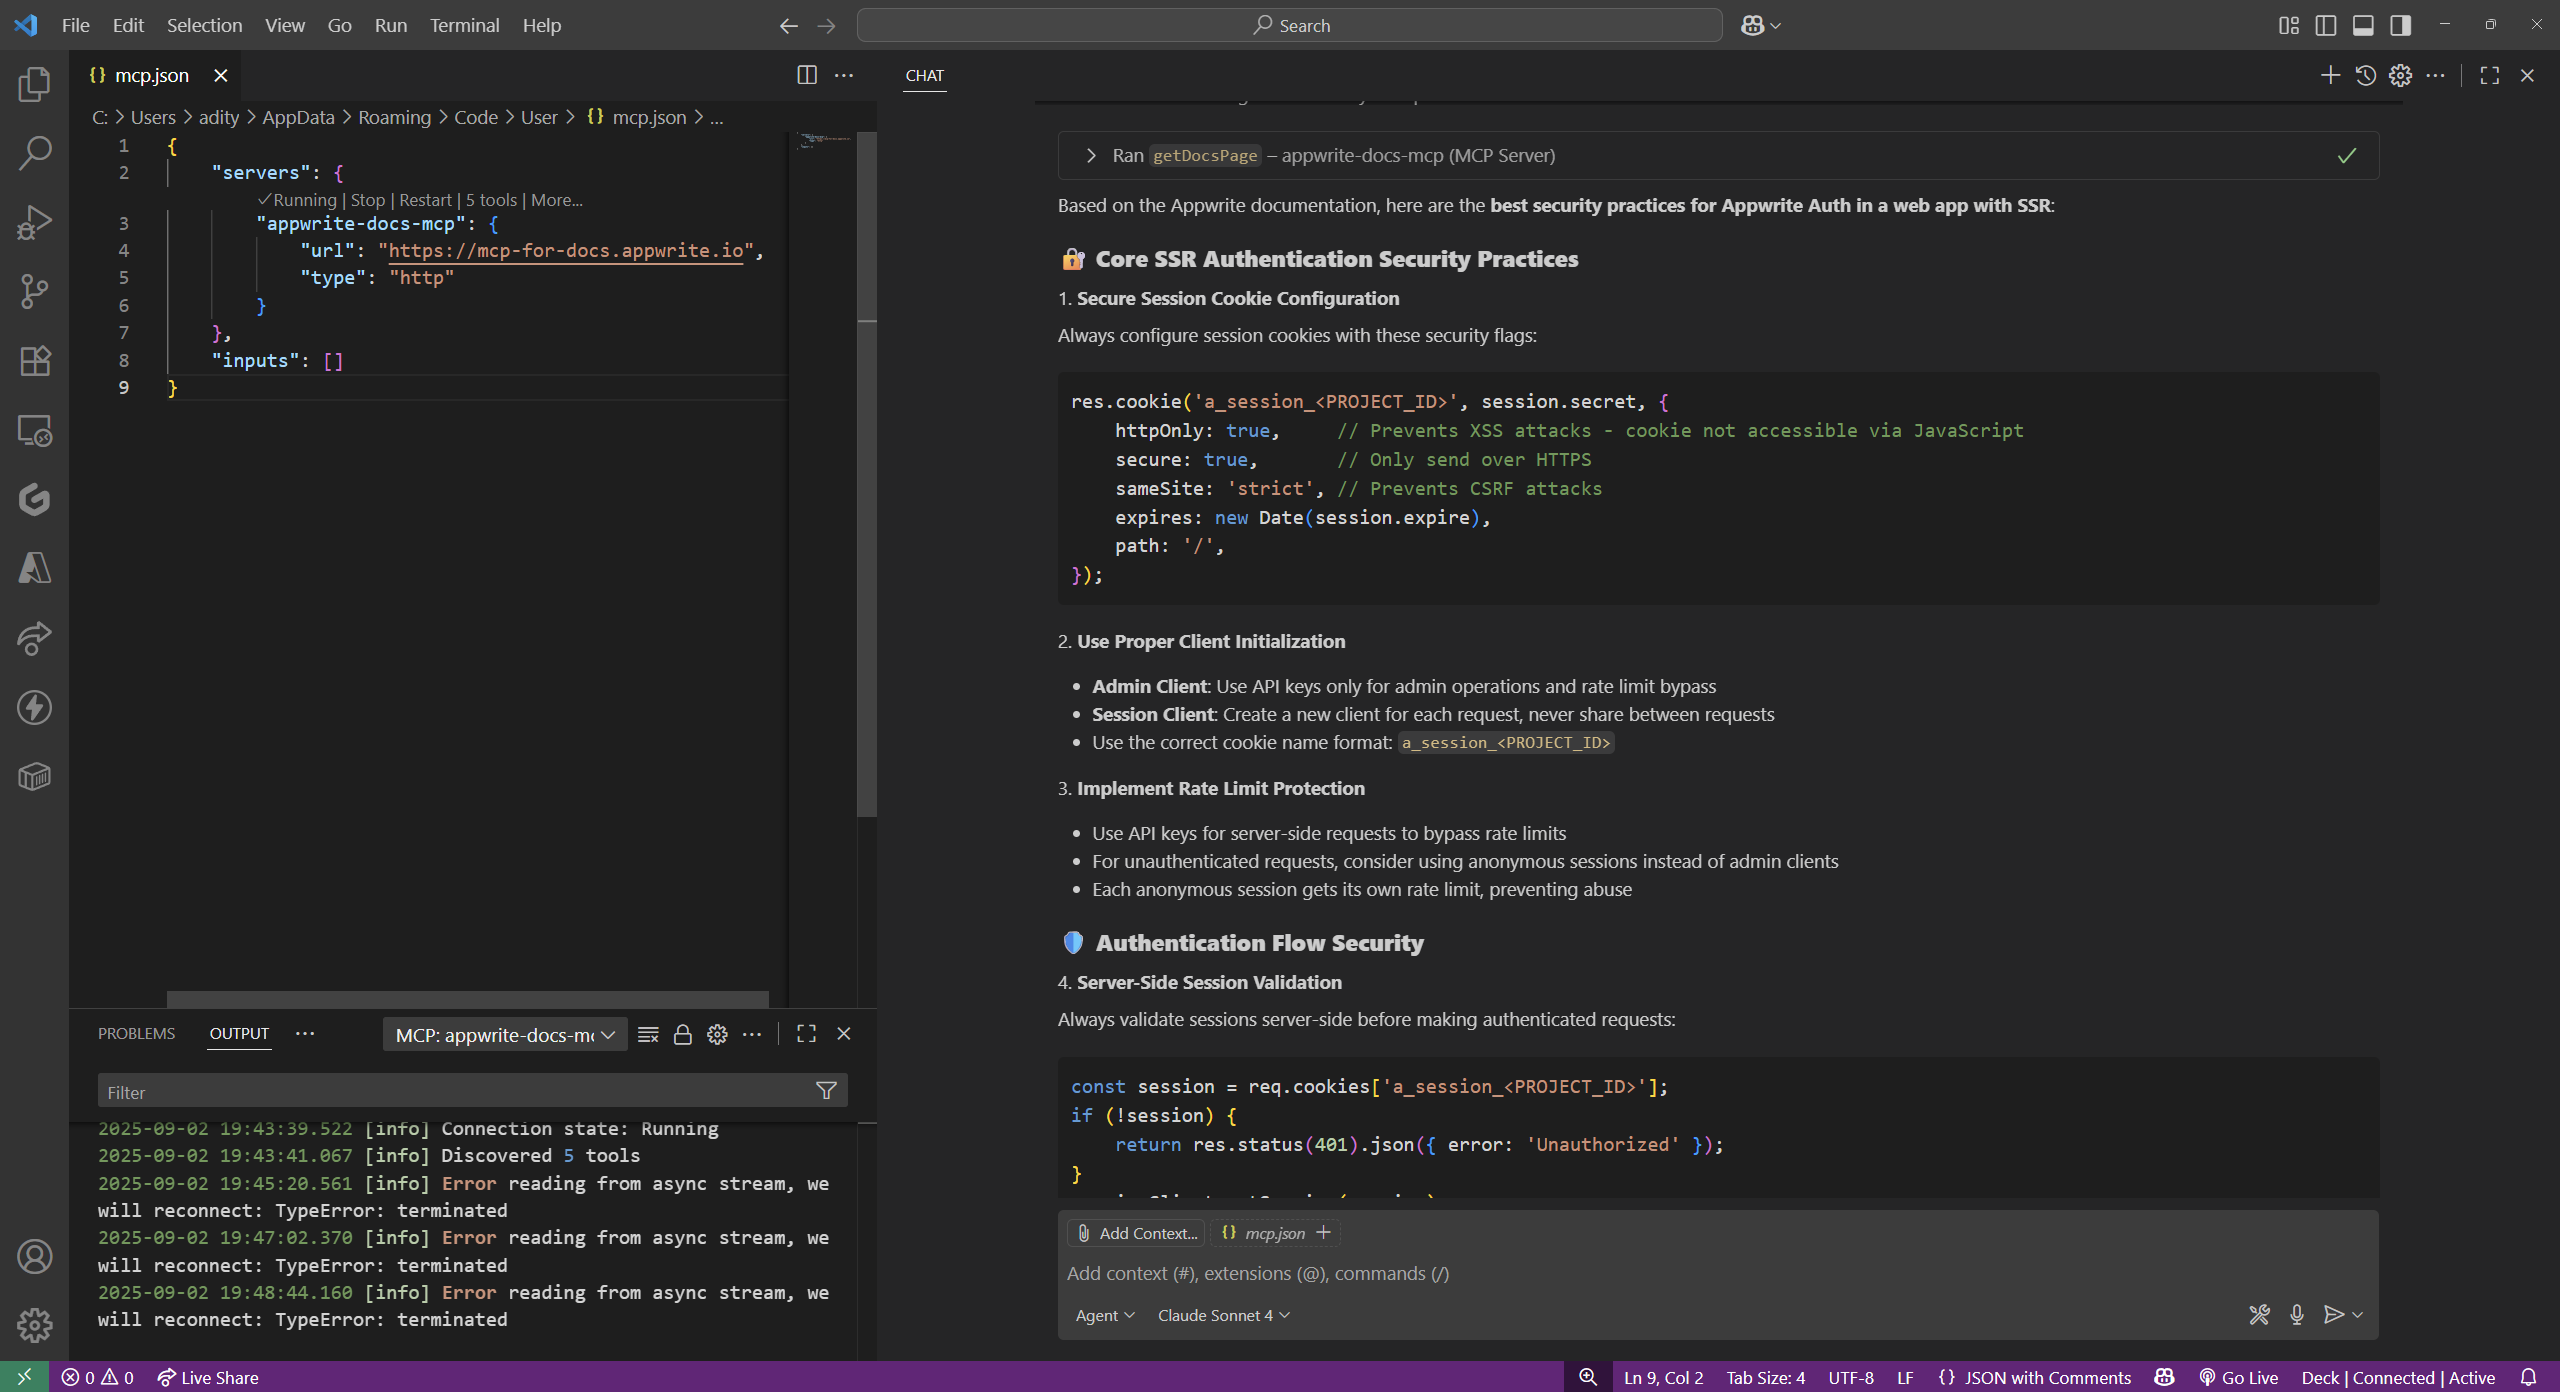 File Edit Selection View Go Run Terminal Help
Search
mcp.json
C: > Users > adity > AppData > Roaming > Code > User > {} mcp.json > ...
1 {
2 "servers": {
✓Running | Stop | Restart | 5 tools | More...
3 "appwrite-docs-mcp": {
4 "url": "https://mcp-for-docs.appwrite.io",
5 "type": "http"
6 }
7 },
8 "inputs": []
9 }
PROBLEMS OUTPUT ...
MCP: appwrite-docs-mc
Filter
2025-09-02 19:43:39.522 [info] Connection state: Running
2025-09-02 19:43:41.067 [info] Discovered 5 tools
2025-09-02 19:45:20.561 [info] Error reading from async stream, we
will reconnect: TypeError: terminated
2025-09-02 19:47:02.370 [info] Error reading from async stream, we
will reconnect: TypeError: terminated
2025-09-02 19:48:44.160 [info] Error reading from async stream, we
will reconnect: TypeError: terminated
CHAT
Ran getDocsPage – appwrite-docs-mcp (MCP Server)
Based on the Appwrite documentation, here are the best security practices for Appwrite Auth in a web app with SSR:
🔐 Core SSR Authentication Security Practices
1. Secure Session Cookie Configuration
Always configure session cookies with these security flags:
res.cookie('a_session_<PROJECT_ID>', session.secret, {
httpOnly: true, // Prevents XSS attacks - cookie not accessible via JavaScript
secure: true, // Only send over HTTPS
sameSite: 'strict', // Prevents CSRF attacks
expires: new Date(session.expire),
path: '/',
});
2. Use Proper Client Initialization
• Admin Client: Use API keys only for admin operations and rate limit bypass
• Session Client: Create a new client for each request, never share between requests
• Use the correct cookie name format: a_session_<PROJECT_ID>
3. Implement Rate Limit Protection
• Use API keys for server-side requests to bypass rate limits
• For unauthenticated requests, consider using anonymous sessions instead of admin clients
• Each anonymous session gets its own rate limit, preventing abuse
🛡️ Authentication Flow Security
4. Server-Side Session Validation
Always validate sessions server-side before making authenticated requests:
const session = req.cookies['a_session_<PROJECT_ID>'];
if (!session) {
return res.status(401).json({ error: 'Unauthorized' });
}
Add Context... {} mcp.json +
Add context (#), extensions (@), commands (/)
Agent Claude Sonnet 4
0 0 Live Share
Ln 9, Col 2 Tab Size: 4 UTF-8 LF {} JSON with Comments Go Live Deck | Connected | Active